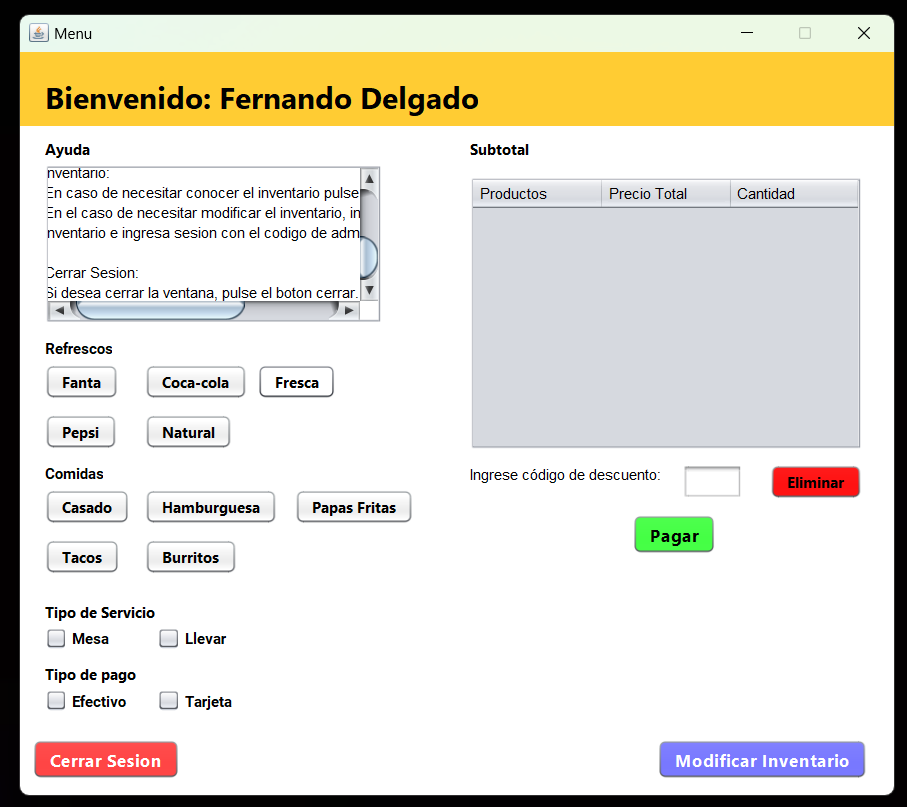 Menu
Bienvenido: Fernando Delgado
Ayuda
nventario:
En caso de necesitar conocer el inventario pulse
En el caso de necesitar modificar el inventario, in
nventario e ingresa sesion con el codigo de adm
Cerrar Sesion:
Si desea cerrar la ventana, pulse el boton cerrar.
Refrescos
Fanta Coca-cola Fresca
Pepsi Natural
Comidas
Casado Hamburguesa Papas Fritas
Tacos Burritos
Tipo de Servicio
Mesa Llevar
Tipo de pago
Efectivo Tarjeta
Cerrar Sesion
Subtotal
Productos Precio Total Cantidad
Ingrese código de descuento:
Eliminar
Pagar
Modificar Inventario